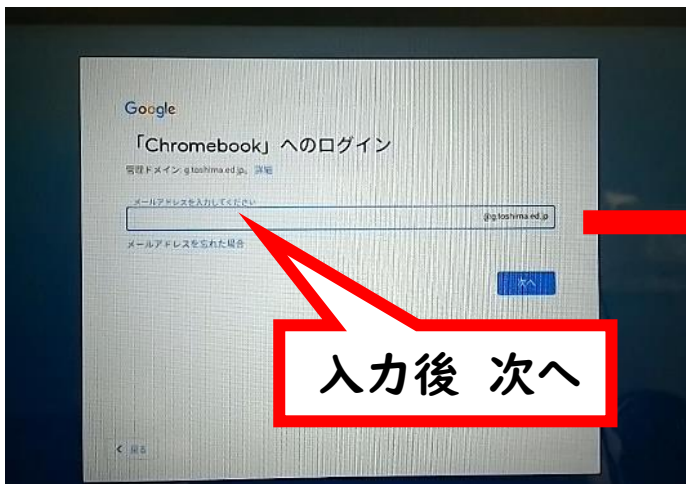 Google
「Chromebook」へのログイン
管理ドメイン: g.toshima.ed.jp。 詳細
メールアドレスを入力してください
@g.toshima.ed.jp
メールアドレスを忘れた場合
次へ
入力後 次へ
戻る